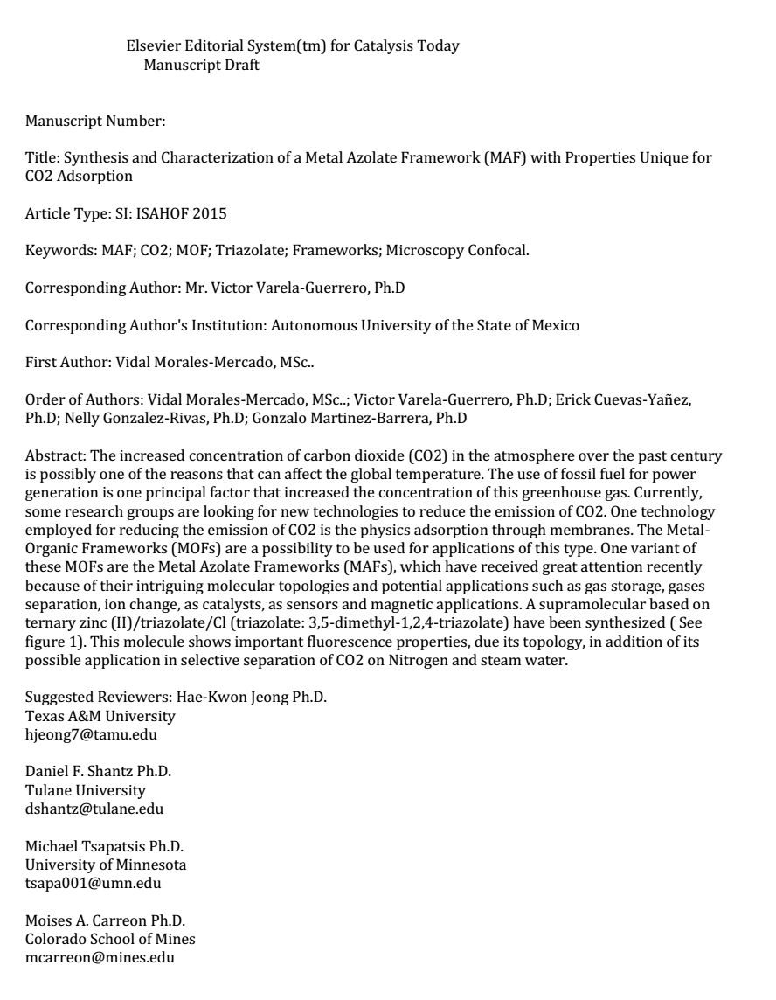 Elsevier Editorial System(tm) for Catalysis Today
Manuscript Draft
Manuscript Number:
Title: Synthesis and Characterization of a Metal Azolate Framework (MAF) with Properties Unique for
CO2 Adsorption
Article Type: SI: ISAHOF 2015
Keywords: MAF; CO2; MOF; Triazolate; Frameworks; Microscopy Confocal.
Corresponding Author: Mr. Victor Varela-Guerrero, Ph.D
Corresponding Author's Institution: Autonomous University of the State of Mexico
First Author: Vidal Morales-Mercado, MSc..
Order of Authors: Vidal Morales-Mercado, MSc..; Victor Varela-Guerrero, Ph.D; Erick Cuevas-Yañez,
Ph.D; Nelly Gonzalez-Rivas, Ph.D; Gonzalo Martinez-Barrera, Ph.D
Abstract: The increased concentration of carbon dioxide (CO2) in the atmosphere over the past century
is possibly one of the reasons that can affect the global temperature. The use of fossil fuel for power
generation is one principal factor that increased the concentration of this greenhouse gas. Currently,
some research groups are looking for new technologies to reduce the emission of CO2. One technology
employed for reducing the emission of CO2 is the physics adsorption through membranes. The Metal-
Organic Frameworks (MOFs) are a possibility to be used for applications of this type. One variant of
these MOFs are the Metal Azolate Frameworks (MAFs), which have received great attention recently
because of their intriguing molecular topologies and potential applications such as gas storage, gases
separation, ion change, as catalysts, as sensors and magnetic applications. A supramolecular based on
ternary zinc (II)/triazolate/Cl (triazolate: 3,5-dimethyl-1,2,4-triazolate) have been synthesized ( See
figure 1). This molecule shows important fluorescence properties, due its topology, in addition of its
possible application in selective separation of CO2 on Nitrogen and steam water.
Suggested Reviewers: Hae-Kwon Jeong Ph.D.
Texas A&M University
hjeong7@tamu.edu
Daniel F. Shantz Ph.D.
Tulane University
dshantz@tulane.edu
Michael Tsapatsis Ph.D.
University of Minnesota
tsapa001@umn.edu
Moises A. Carreon Ph.D.
Colorado School of Mines
mcarreon@mines.edu